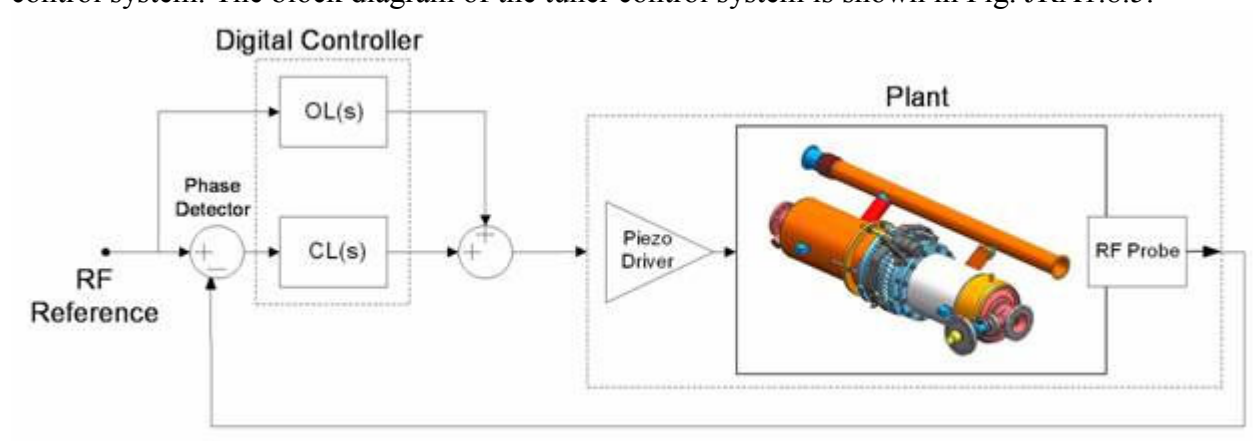 control system. The block diagram of the tuner control system is shown in Fig.
Digital Controller
OL(s)
Plant
Phase
Detector
+
−
CL(s)
+
+
Piezo
Driver
RF Probe
RF
Reference